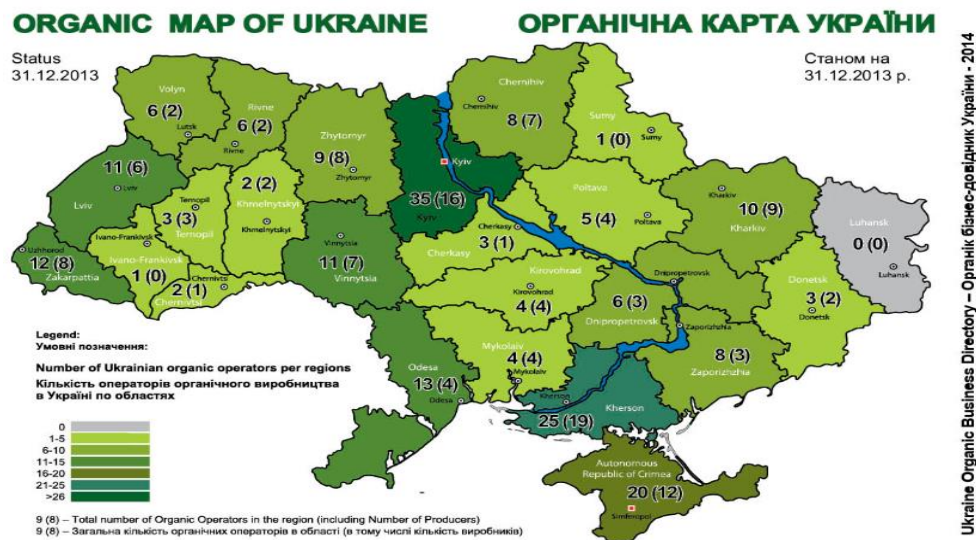 ORGANIC MAP OF UKRAINE
ОРГАНІЧНА КАРТА УКРАЇНИ
Status
31.12.2013
Станом на
31.12.2013 р.
Volyn
6 (2)
Lutsk
Rivne
6 (2)
Rivne
Zhytomyr
9 (8)
Zhytomyr
Kyiv
35 (16)
Kyiv
Chernihiv
Chernihiv
8 (7)
Sumy
1 (0)
Sumy
11 (6)
Lviv
Lviv
Ternopil
3 (3)
Ternopil
2 (2)
Khmelnytskyi
Khmelnytskyi
Poltava
5 (4)
Poltava
Kharkiv
10 (9)
Kharkiv
Luhansk
0 (0)
Luhansk
Uzhhorod
12 (8)
Zakarpattia
Ivano-Frankivsk
Ivano-Frankivsk
1 (0)
Chernivtsi
2 (1)
Chernivtsi
Vinnytsia
11 (7)
Vinnytsia
Cherkasy
3 (1)
Cherkasy
Kirovohrad
Kirovohrad
4 (4)
Dnipropetrovsk
6 (3)
Dnipropetrovsk
Donetsk
3 (2)
Donetsk
Zaporizhzhia
8 (3)
Zaporizhzhia
Mykolaiv
4 (4)
Mykolaiv
Odesa
13 (4)
Odesa
Kherson
Kherson
25 (19)
Autonomous
Republic of Crimea
20 (12)
Simferopol
Legend:
Умовні позначення:
Number of Ukrainian organic operators per regions
Кількість операторів органічного виробництва
в Україні по областях
0
1-5
6-10
11-15
16-20
21-25
>26
9 (8) – Total number of Organic Operators in the region (including Number of Producers)
9 (8) – Загальна кількість органічних операторів в області (в тому числі кількість виробників)
Ukraine Organic Business Directory – Органік бізнес-довідник України - 2014